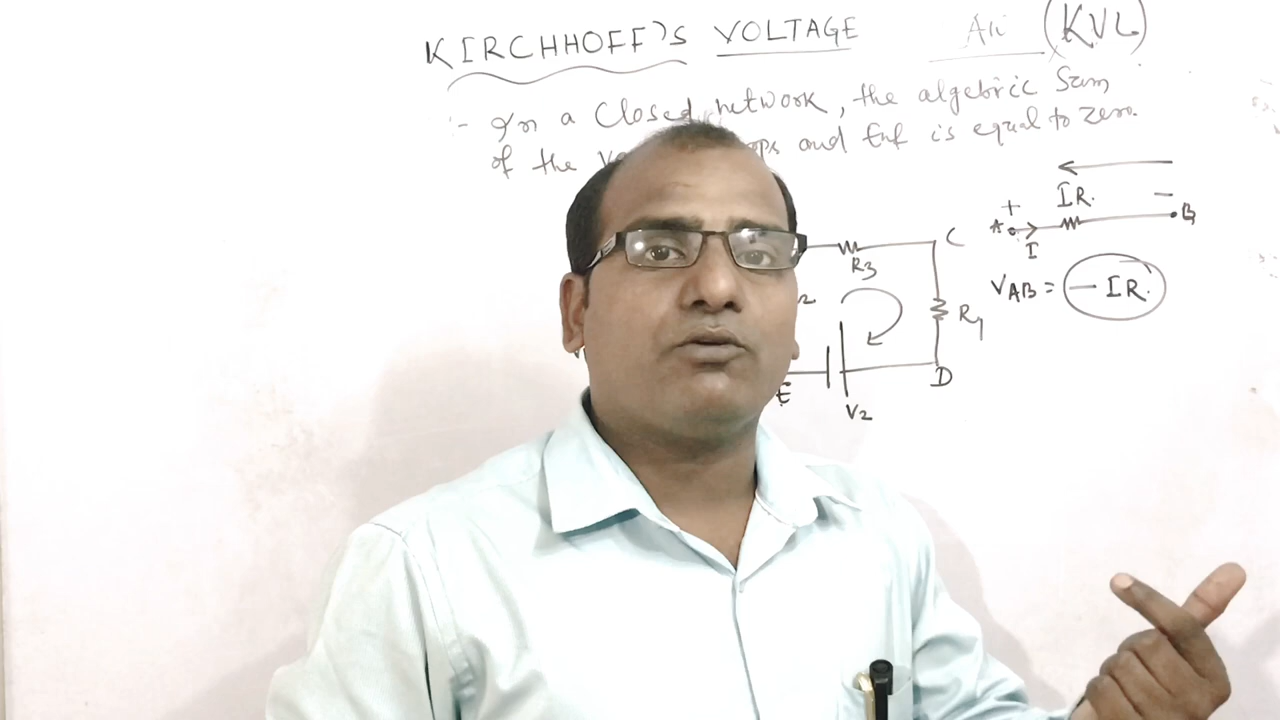 KIRCHHOFF'S VOLTAGE (KVL)
:- In a Closed network, the algebric Sum
of the drops and Emf is equal to zero.
IR.
+ -
A B
I
C
R3
VAB = - IR.
R4
D
E
V2